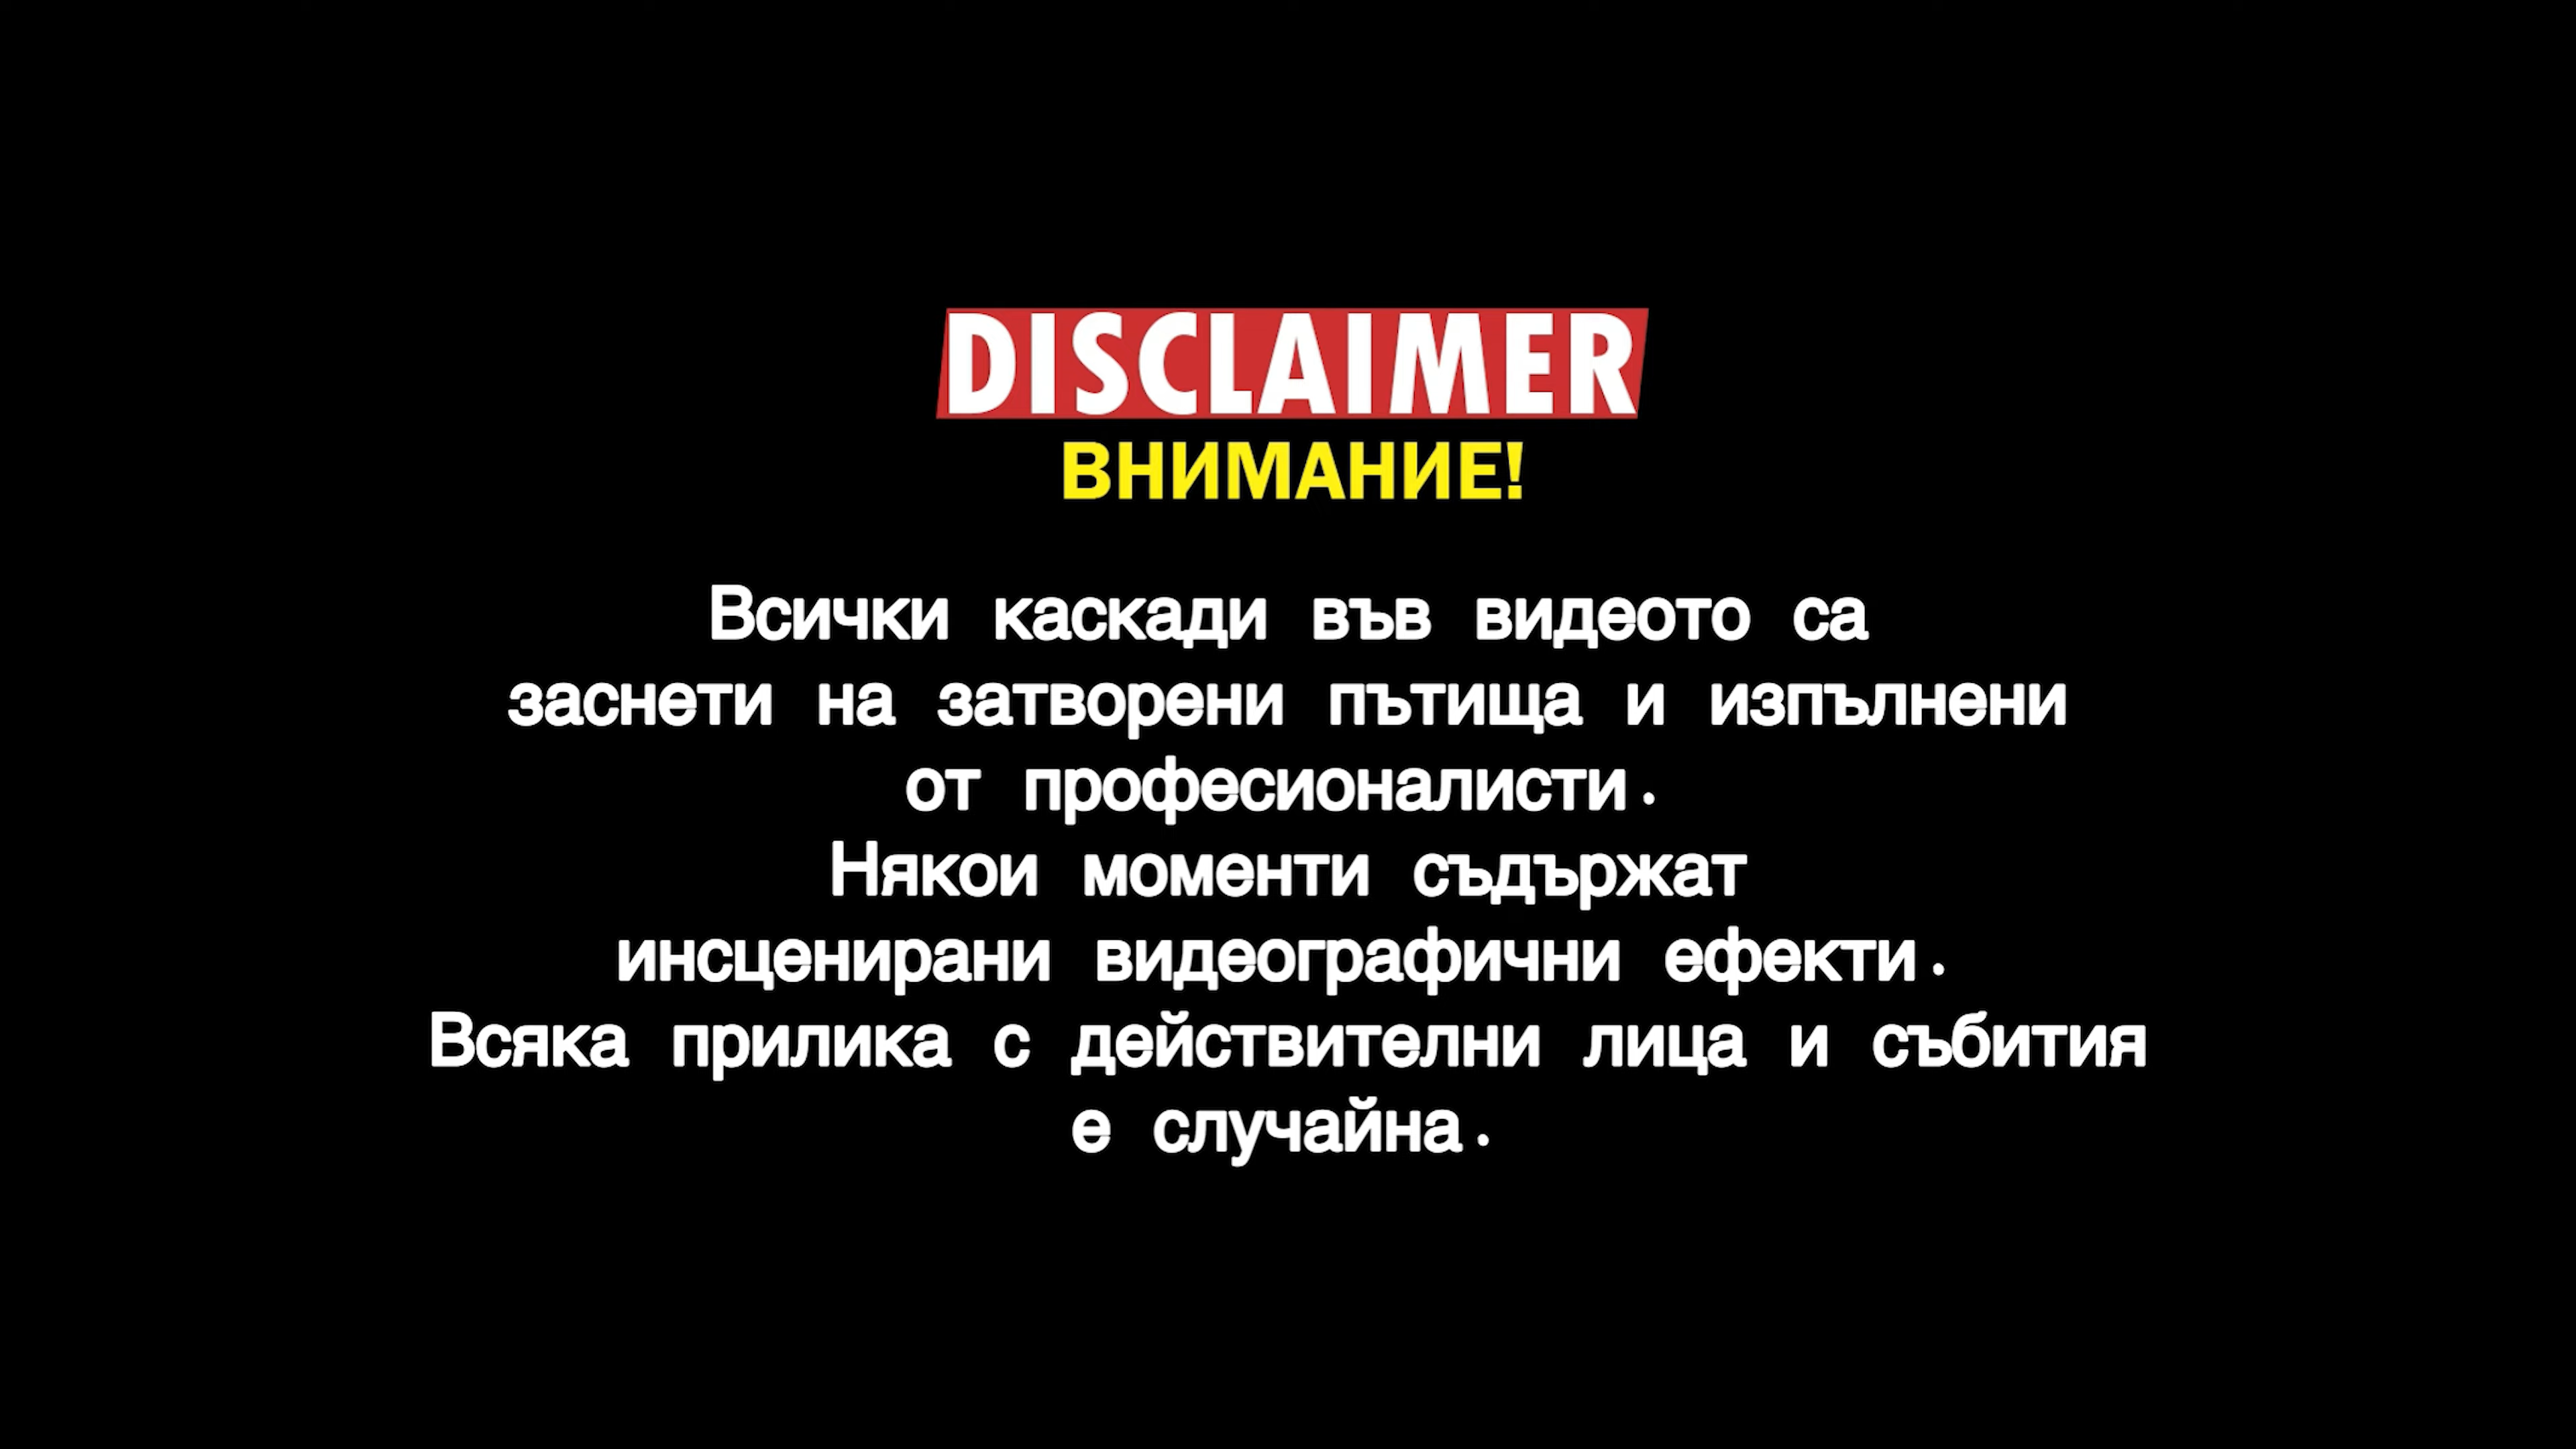 DISCLAIMER
ВНИМАНИЕ!
Всички каскади във видеото са
заснети на затворени пътища и изпълнени
от професионалисти.
Някои моменти съдържат
инсценирани видеографични ефекти.
Всяка прилика с действителни лица и събития
е случайна.